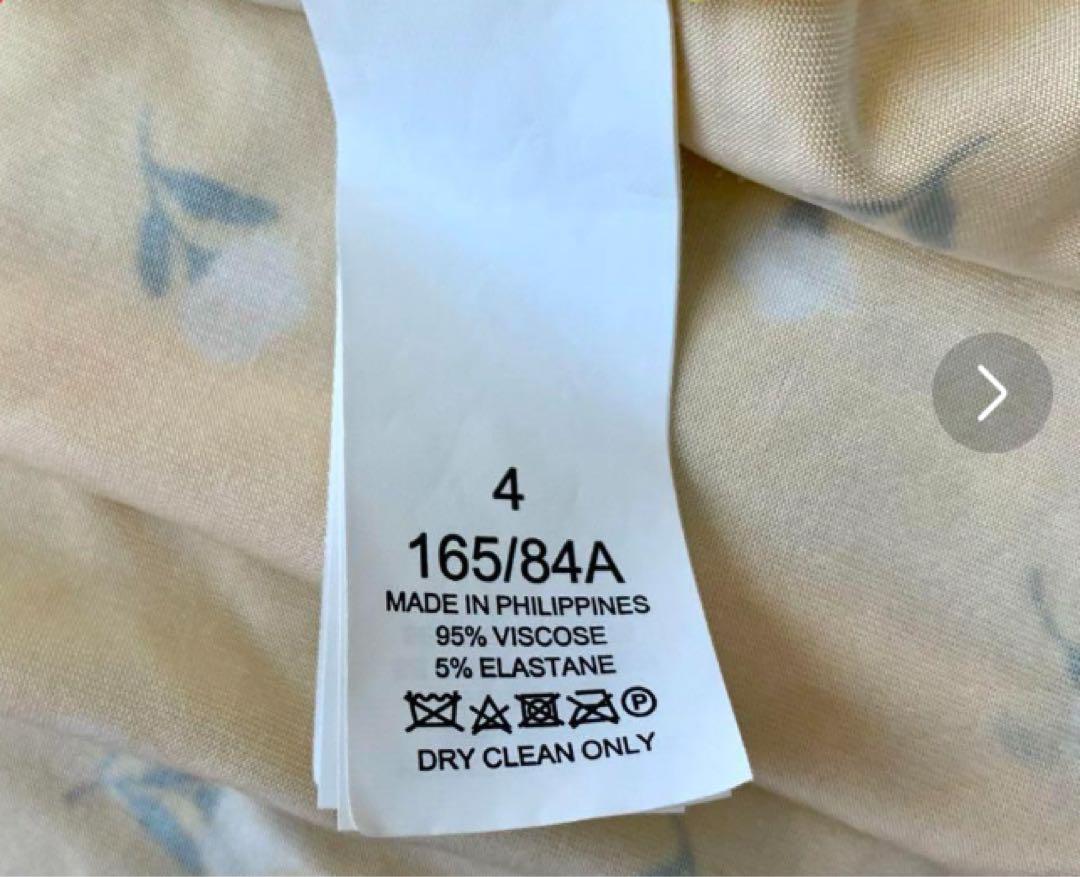 4
165/84A
MADE IN PHILIPPINES
95% VISCOSE
5% ELASTANE
P
DRY CLEAN ONLY